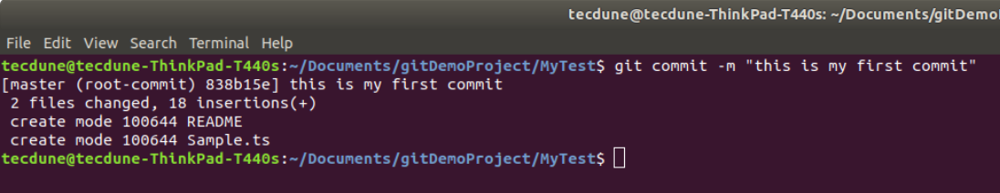 tecdune@tecdune-ThinkPad-T440s: ~/Documents/gitDemoP
File Edit View Search Terminal Help
tecdune@tecdune-ThinkPad-T440s:~/Documents/gitDemoProject/MyTest$ git commit -m "this is my first commit"
[master (root-commit) 838b15e] this is my first commit
2 files changed, 18 insertions(+)
create mode 100644 README
create mode 100644 Sample.ts
tecdune@tecdune-ThinkPad-T440s:~/Documents/gitDemoProject/MyTest$